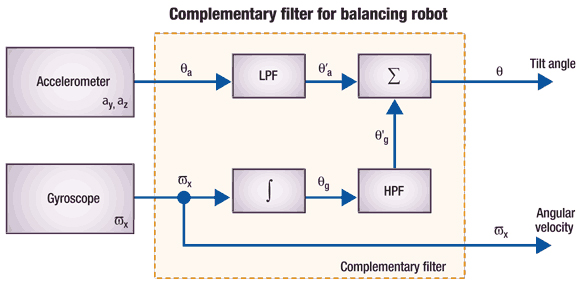 Complementary filter for balancing robot
Accelerometer
ay, az
θa
LPF
θ'a
Σ
θ
Tilt angle
θ'g
Gyroscope
ϖx
ϖx
∫
θg
HPF
ϖx
Angular
velocity
Complementary filter